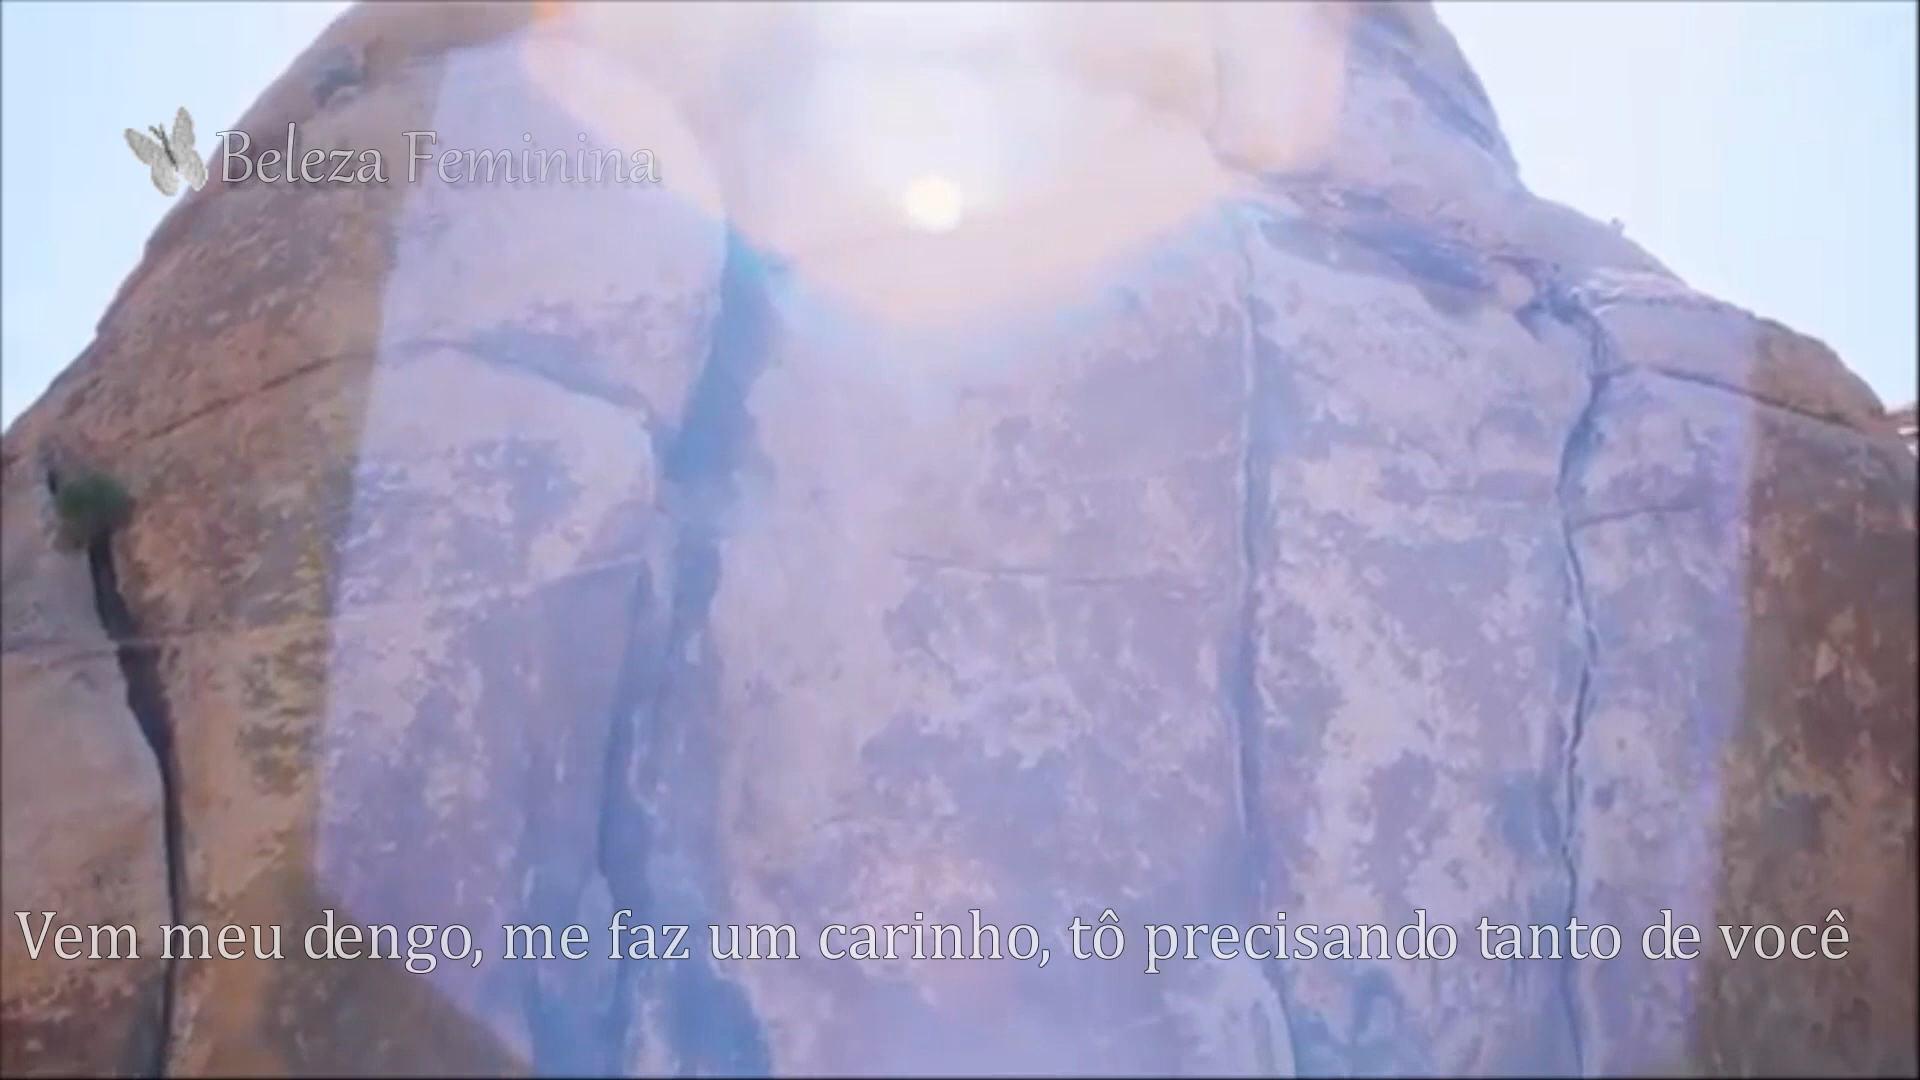 Beleza Feminina
Vem meu dengo, me faz um carinho, tô precisando tanto de você